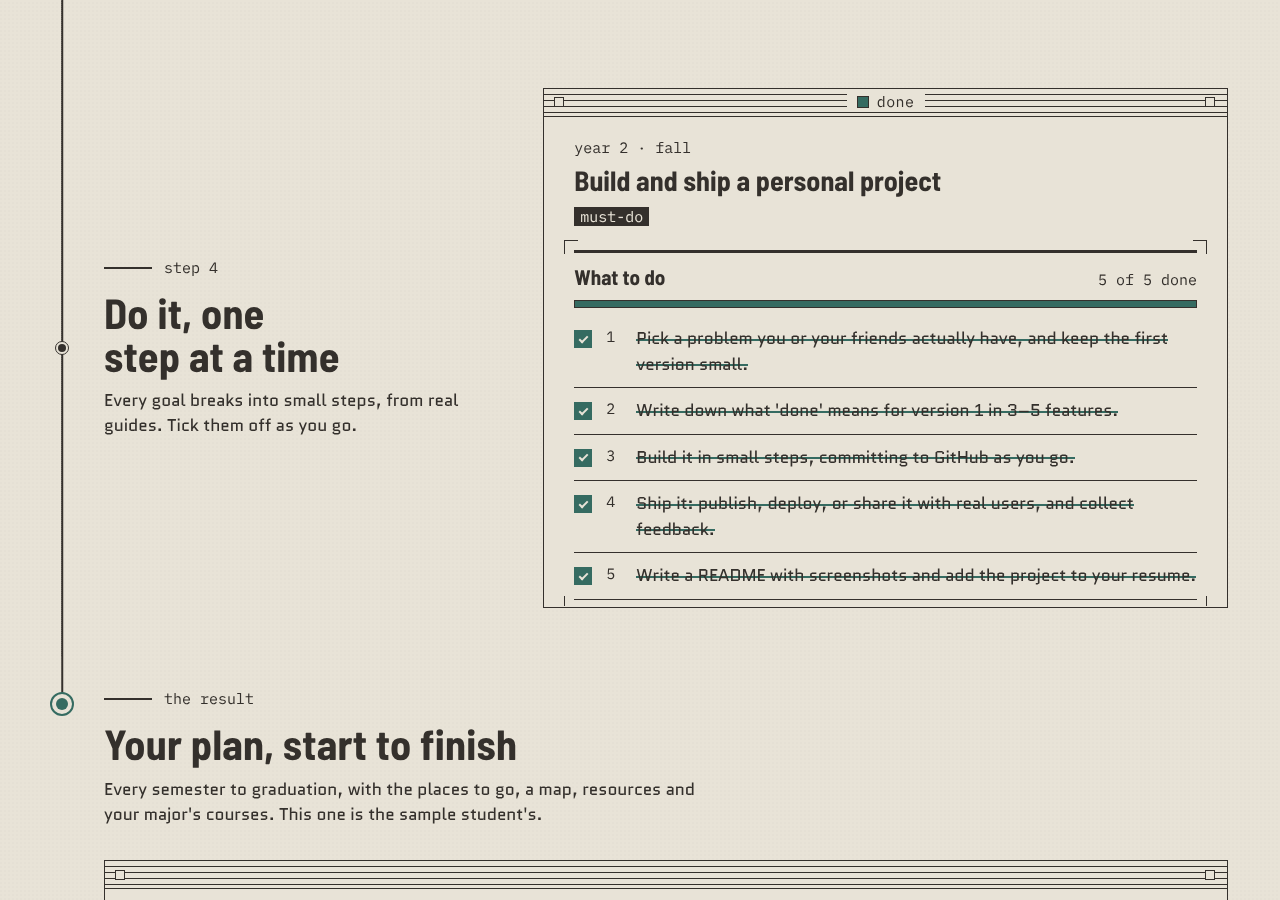 step 4
Do it, one
step at a time
Every goal breaks into small steps, from real
guides. Tick them off as you go.
done
year 2 · fall
Build and ship a personal project
must-do
What to do
5 of 5 done
1 Pick a problem you or your friends actually have, and keep the first
version small.
2 Write down what 'done' means for version 1 in 3–5 features.
3 Build it in small steps, committing to GitHub as you go.
4 Ship it: publish, deploy, or share it with real users, and collect
feedback.
5 Write a README with screenshots and add the project to your resume.
the result
Your plan, start to finish
Every semester to graduation, with the places to go, a map, resources and
your major's courses. This one is the sample student's.